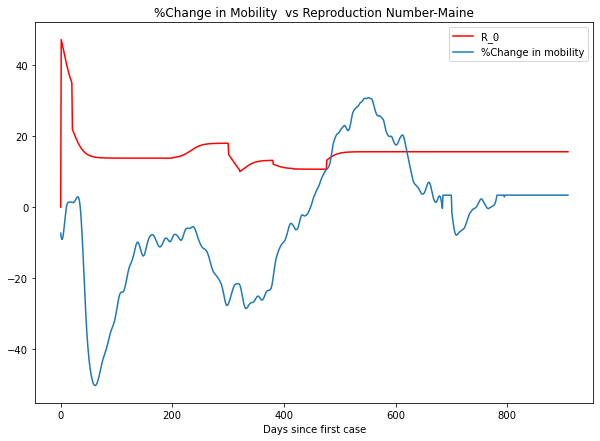 %Change in Mobility  vs Reproduction Number-Maine
R_0
%Change in mobility
40
20
0
−20
−40
0 200 400 600 800
Days since first case